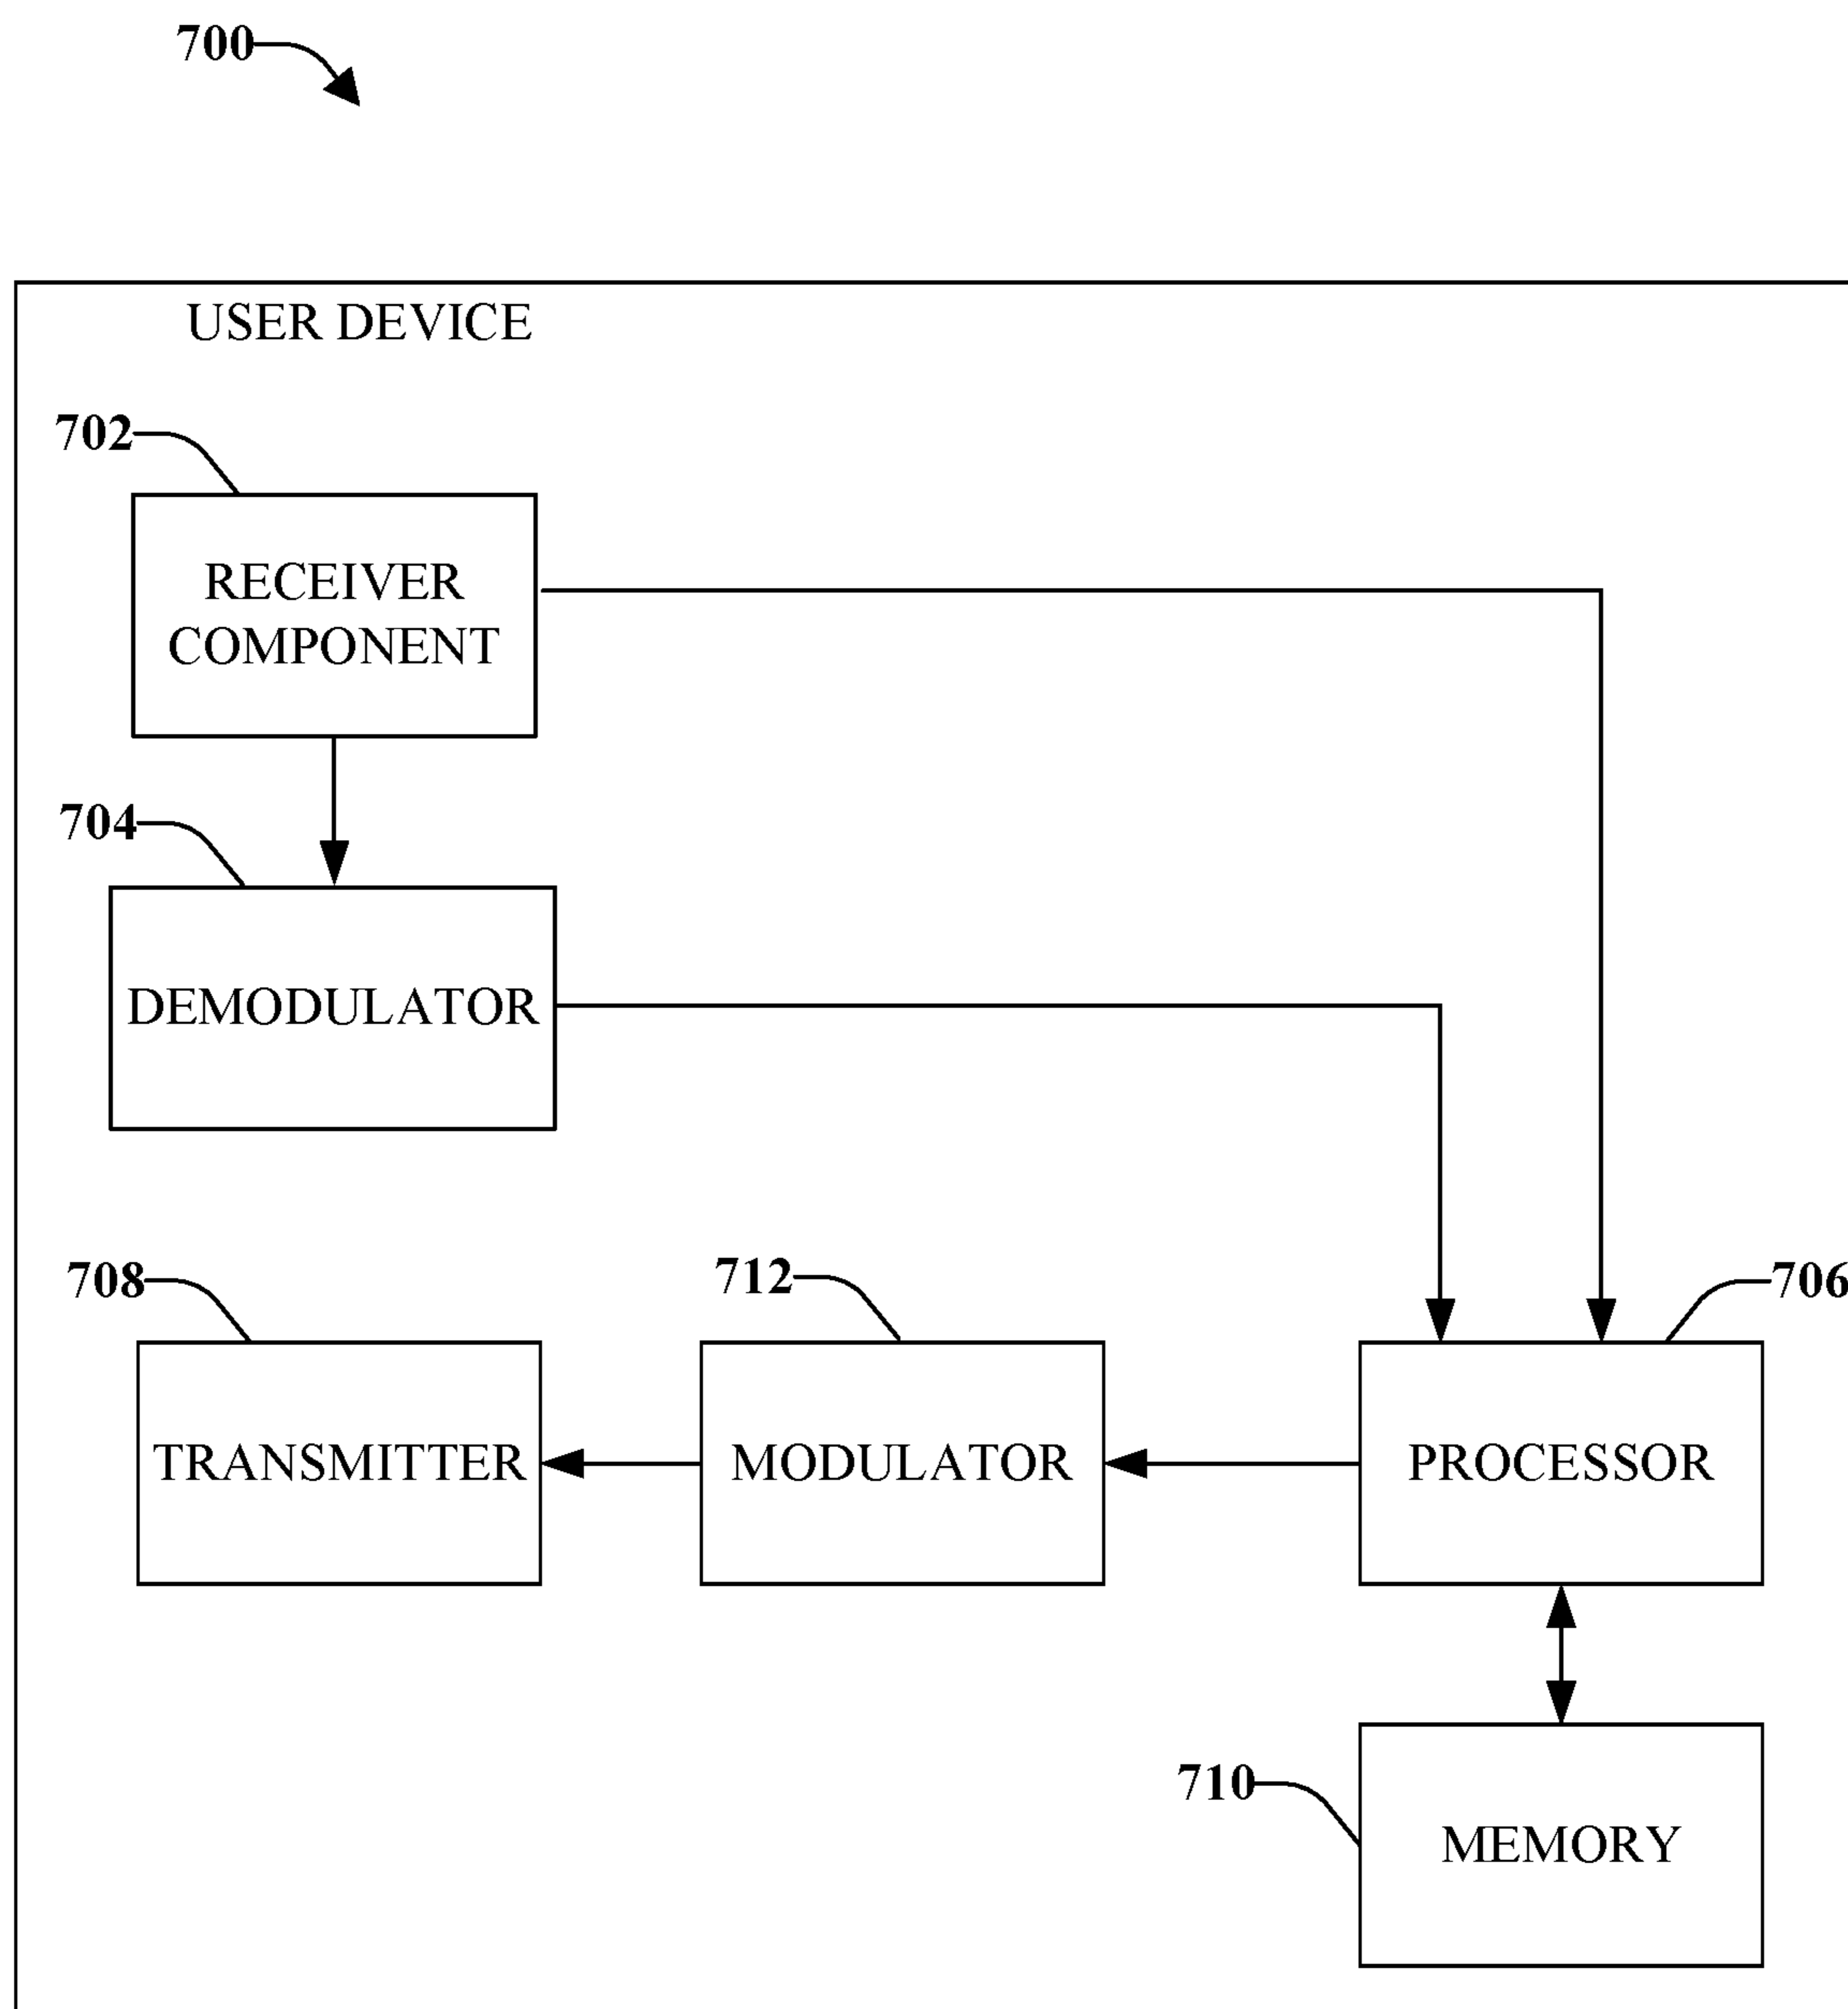 700
USER DEVICE
702
RECEIVER
COMPONENT
704
DEMODULATOR
708
712
706
TRANSMITTER
MODULATOR
PROCESSOR
710
MEMORY